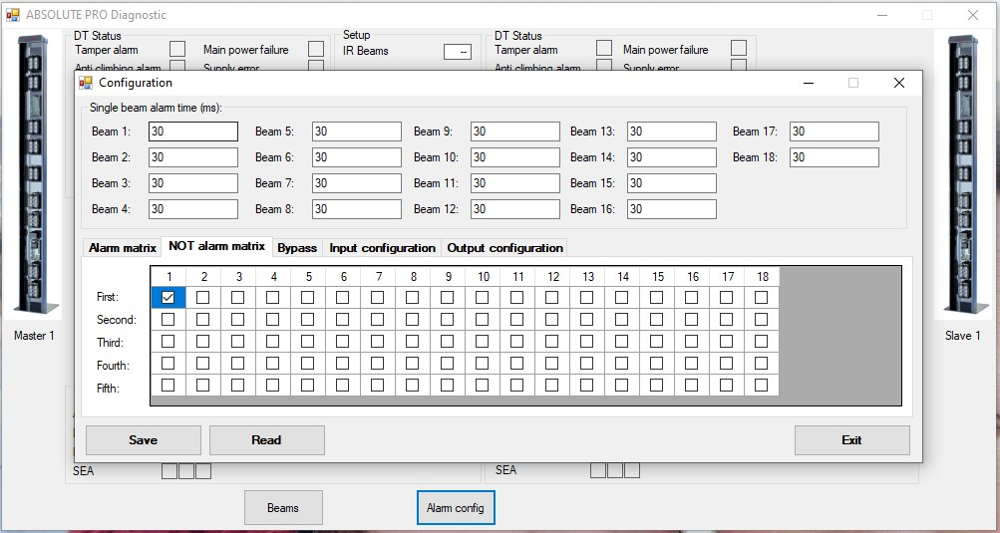 ABSOLUTE PRO Diagnostic
DT Status
Setup
DT Status
Tamper alarm
Main power failure
IR Beams
--
Tamper alarm
Main power failure
Anti climbing alarm
Supply error
Anti climbing alarm
Supply error
Configuration
Single beam alarm time (ms):
Beam 1: 30 Beam 5: 30 Beam 9: 30 Beam 13: 30 Beam 17: 30
Beam 2: 30 Beam 6: 30 Beam 10: 30 Beam 14: 30 Beam 18: 30
Beam 3: 30 Beam 7: 30 Beam 11: 30 Beam 15: 30
Beam 4: 30 Beam 8: 30 Beam 12: 30 Beam 16: 30
Alarm matrix NOT alarm matrix Bypass Input configuration Output configuration
1 2 3 4 5 6 7 8 9 10 11 12 13 14 15 16 17 18
First:
Second:
Third:
Fourth:
Fifth:
Master 1
Slave 1
Save Read Exit
SEA
SEA
Beams
Alarm config